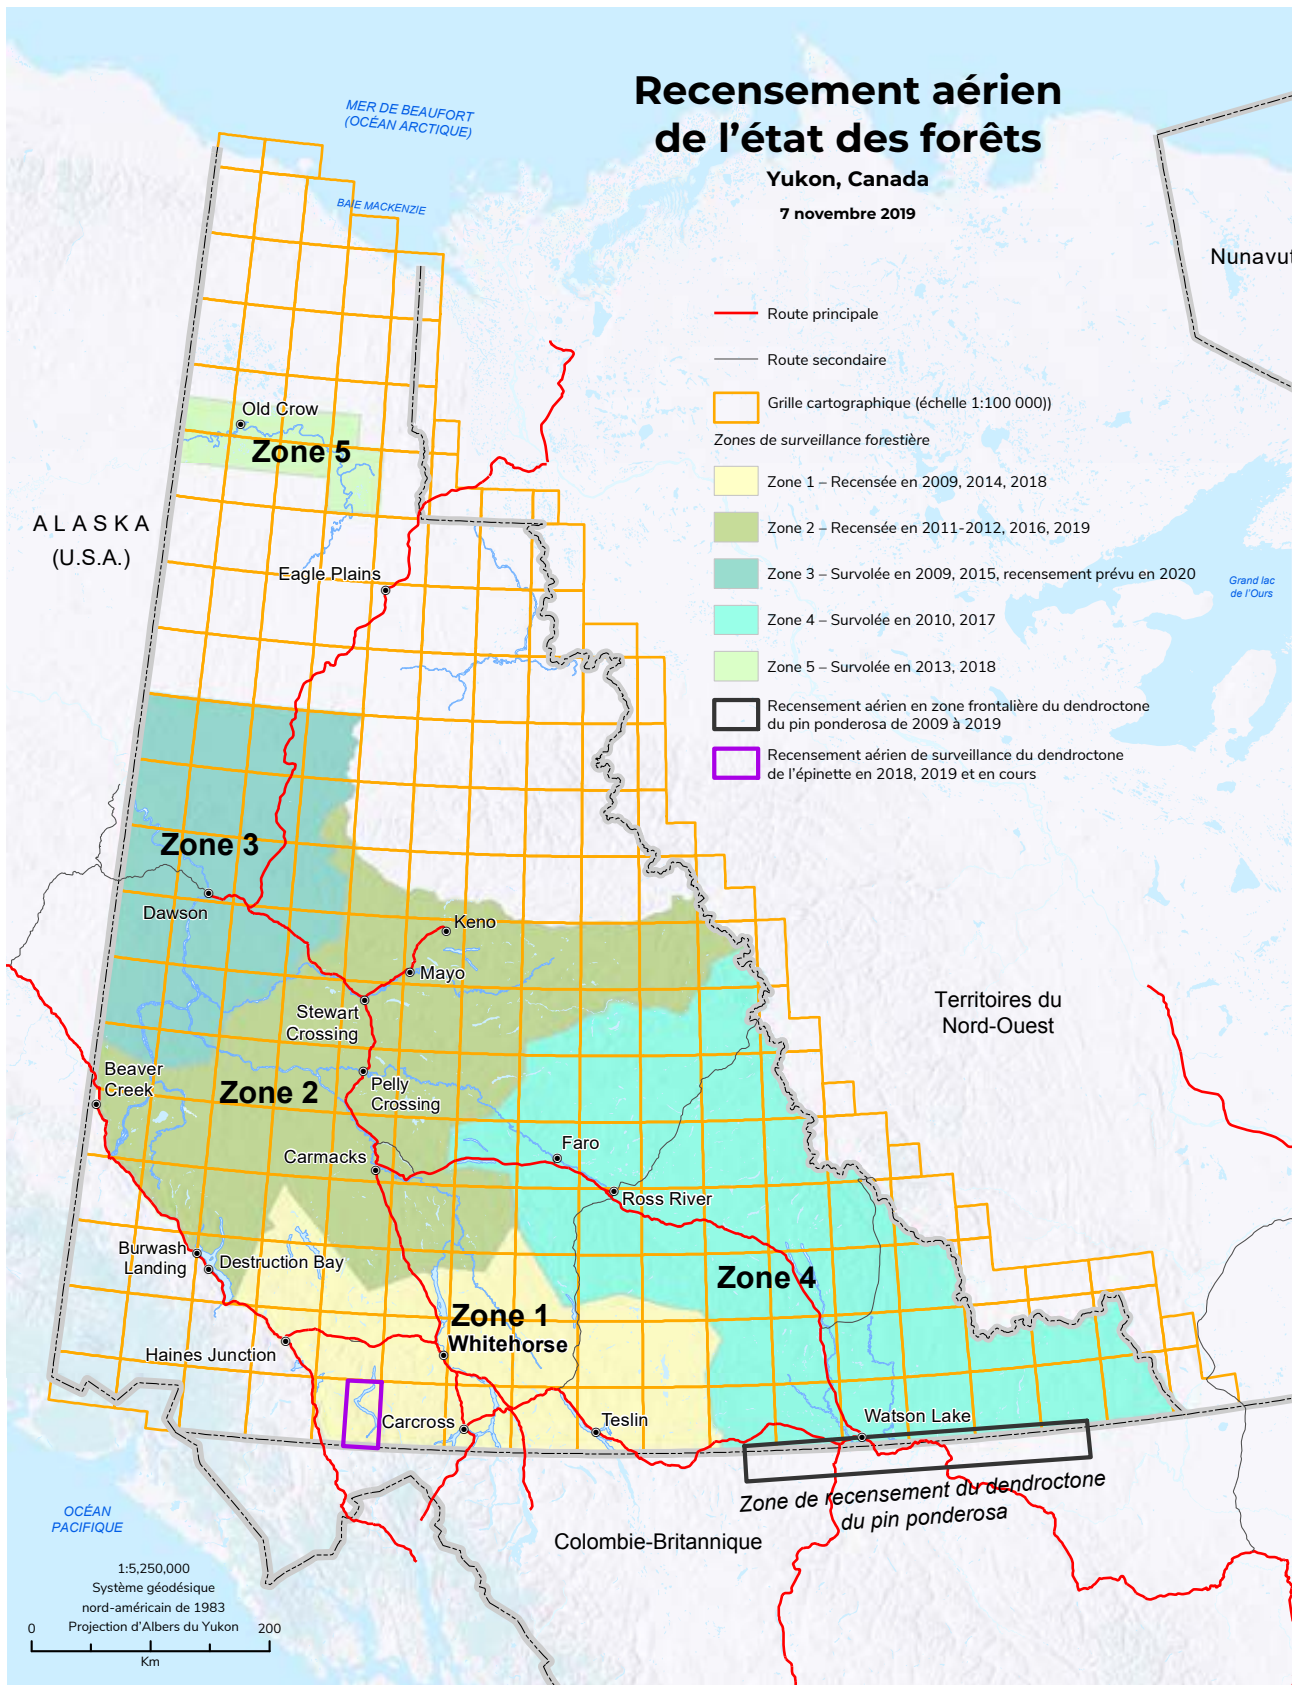 Recensement aérien
de l'état des forêts
Yukon, Canada
7 novembre 2019
MER DE BEAUFORT
(OCÉAN ARCTIQUE)
BAIE MACKENZIE
Nunavut
Route principale
Route secondaire
Grille cartographique (échelle 1:100 000))
Zones de surveillance forestière
Zone 1 – Recensée en 2009, 2014, 2018
Zone 2 – Recensée en 2011-2012, 2016, 2019
Zone 3 – Survolée en 2009, 2015, recensement prévu en 2020
Zone 4 – Survolée en 2010, 2017
Zone 5 – Survolée en 2013, 2018
Recensement aérien en zone frontalière du dendroctone
du pin ponderosa de 2009 à 2019
Recensement aérien de surveillance du dendroctone
de l'épinette en 2018, 2019 et en cours
Old Crow
Zone 5
ALASKA
(U.S.A.)
Eagle Plains
Grand lac
de l'Ours
Zone 3
Dawson
Keno
Mayo
Stewart
Crossing
Territoires du
Nord-Ouest
Beaver
Creek
Zone 2
Pelly
Crossing
Faro
Carmacks
Ross River
Burwash
Landing
Destruction Bay
Zone 4
Zone 1
Whitehorse
Haines Junction
Carcross
Teslin
Watson Lake
Zone de recensement du dendroctone
du pin ponderosa
Colombie-Britannique
OCÉAN
PACIFIQUE
1:5,250,000
Système géodésique
nord-américain de 1983
Projection d'Albers du Yukon
0 200
Km